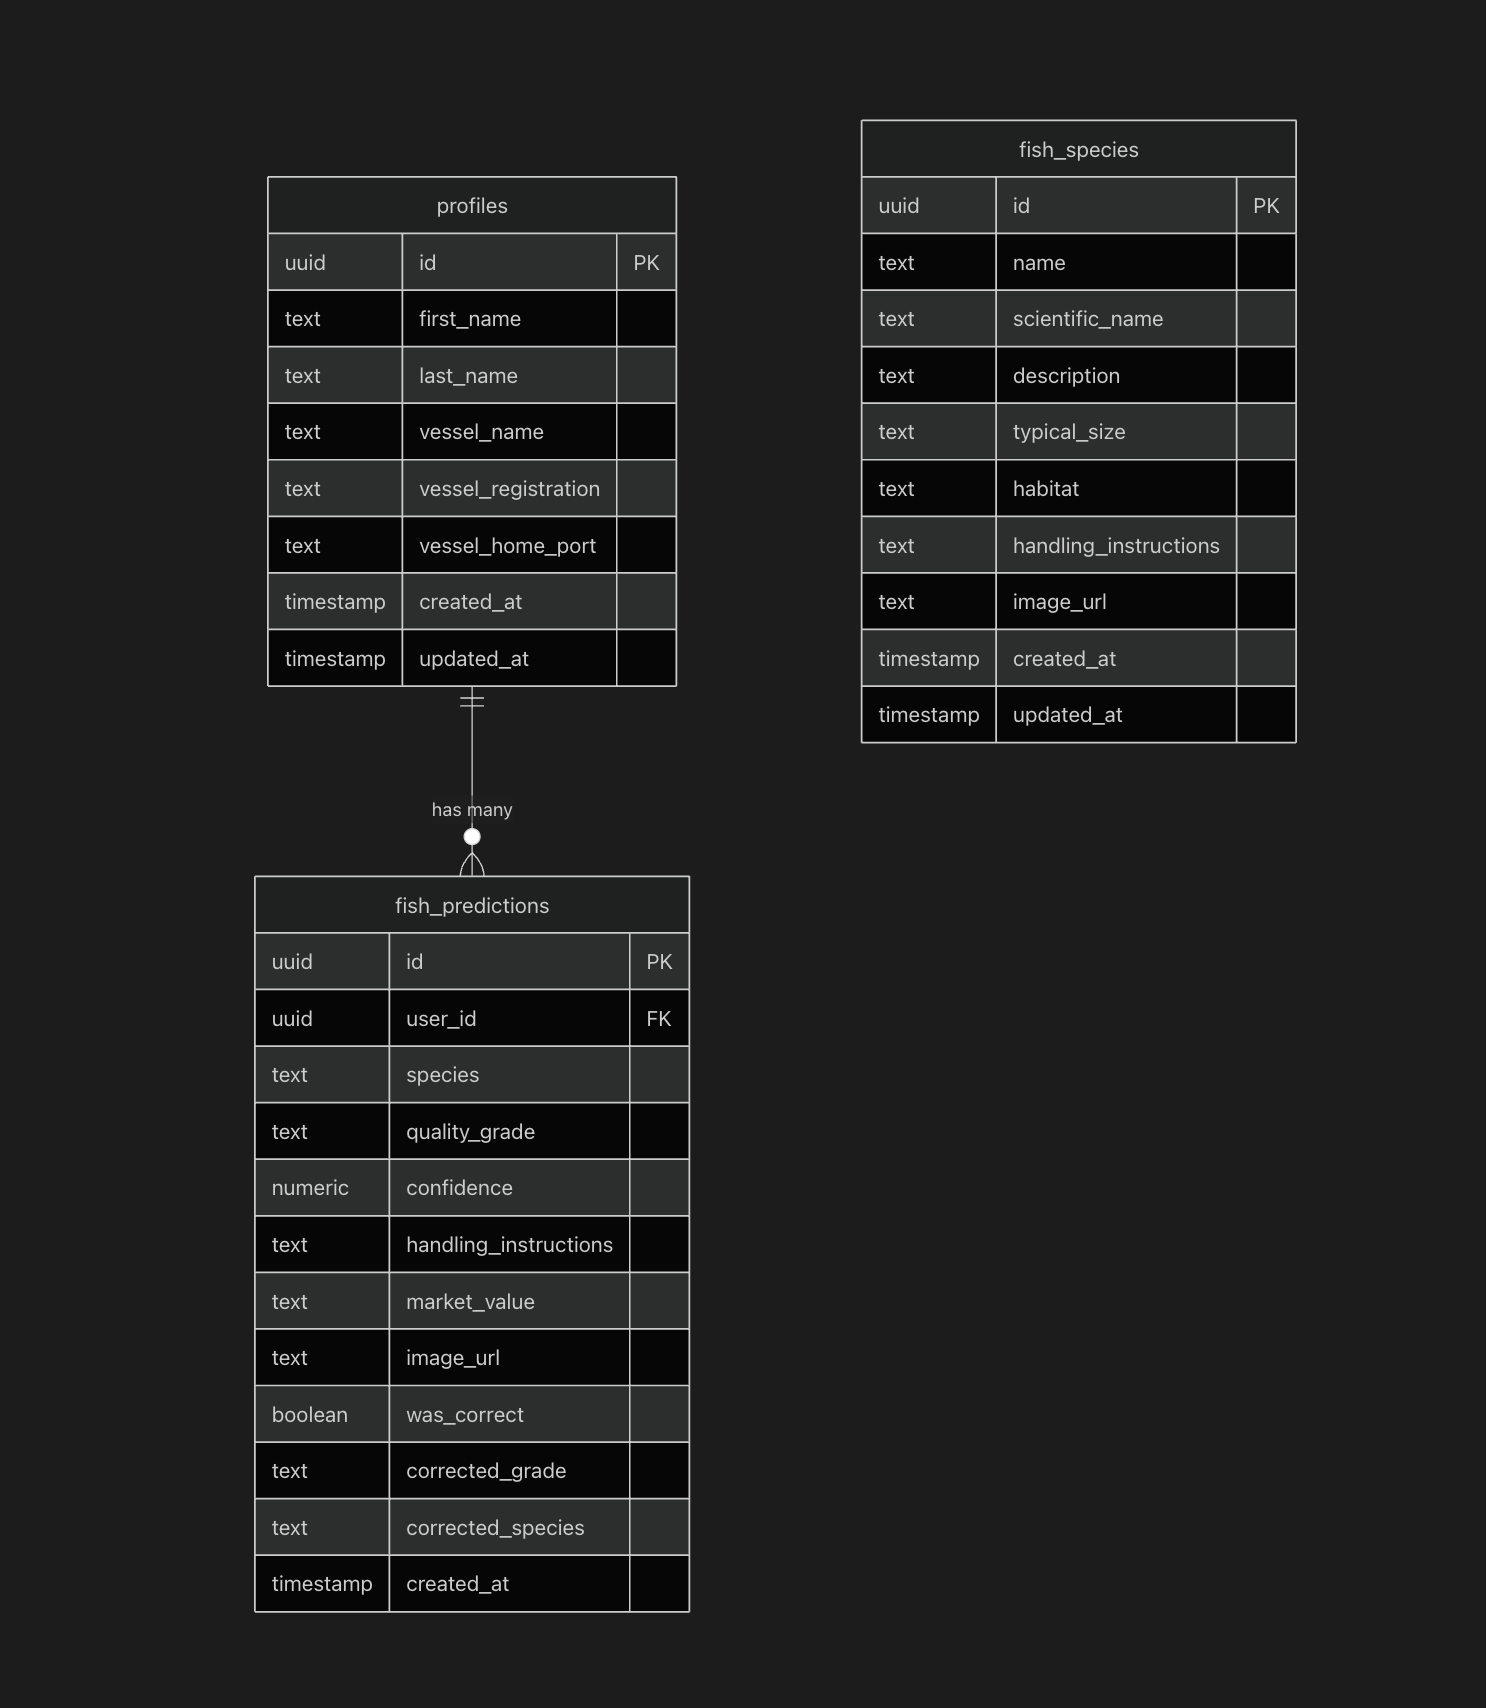 profiles
uuid id PK
text first_name
text last_name
text vessel_name
text vessel_registration
text vessel_home_port
timestamp created_at
timestamp updated_at
has many
fish_predictions
uuid id PK
uuid user_id FK
text species
text quality_grade
numeric confidence
text handling_instructions
text market_value
text image_url
boolean was_correct
text corrected_grade
text corrected_species
timestamp created_at
fish_species
uuid id PK
text name
text scientific_name
text description
text typical_size
text habitat
text handling_instructions
text image_url
timestamp created_at
timestamp updated_at